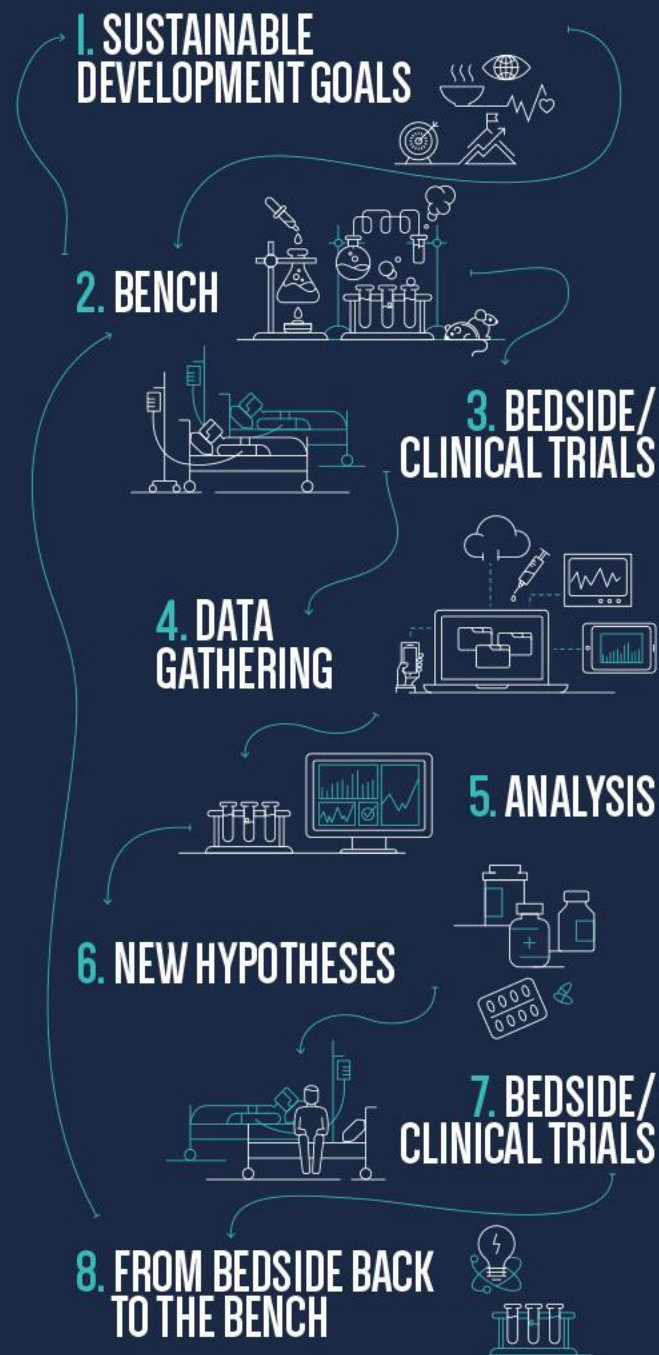 1. SUSTAINABLE
DEVELOPMENT GOALS
2. BENCH
3. BEDSIDE/
CLINICAL TRIALS
4. DATA
GATHERING
5. ANALYSIS
6. NEW HYPOTHESES
7. BEDSIDE/
CLINICAL TRIALS
8. FROM BEDSIDE BACK
TO THE BENCH